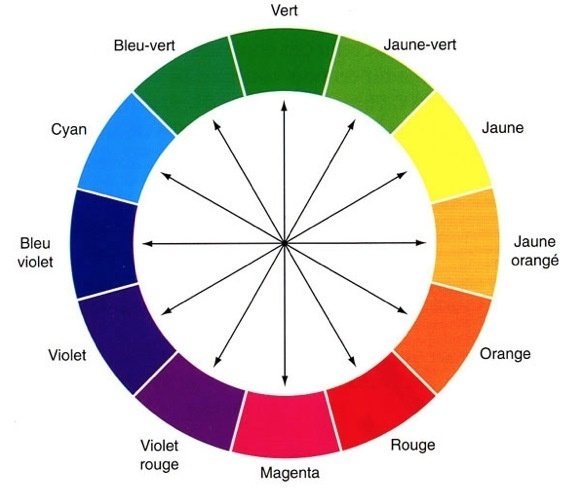 Vert
Bleu-vert
Jaune-vert
Cyan
Jaune
Bleu
violet
Jaune
orangé
Violet
Orange
Violet
rouge
Rouge
Magenta